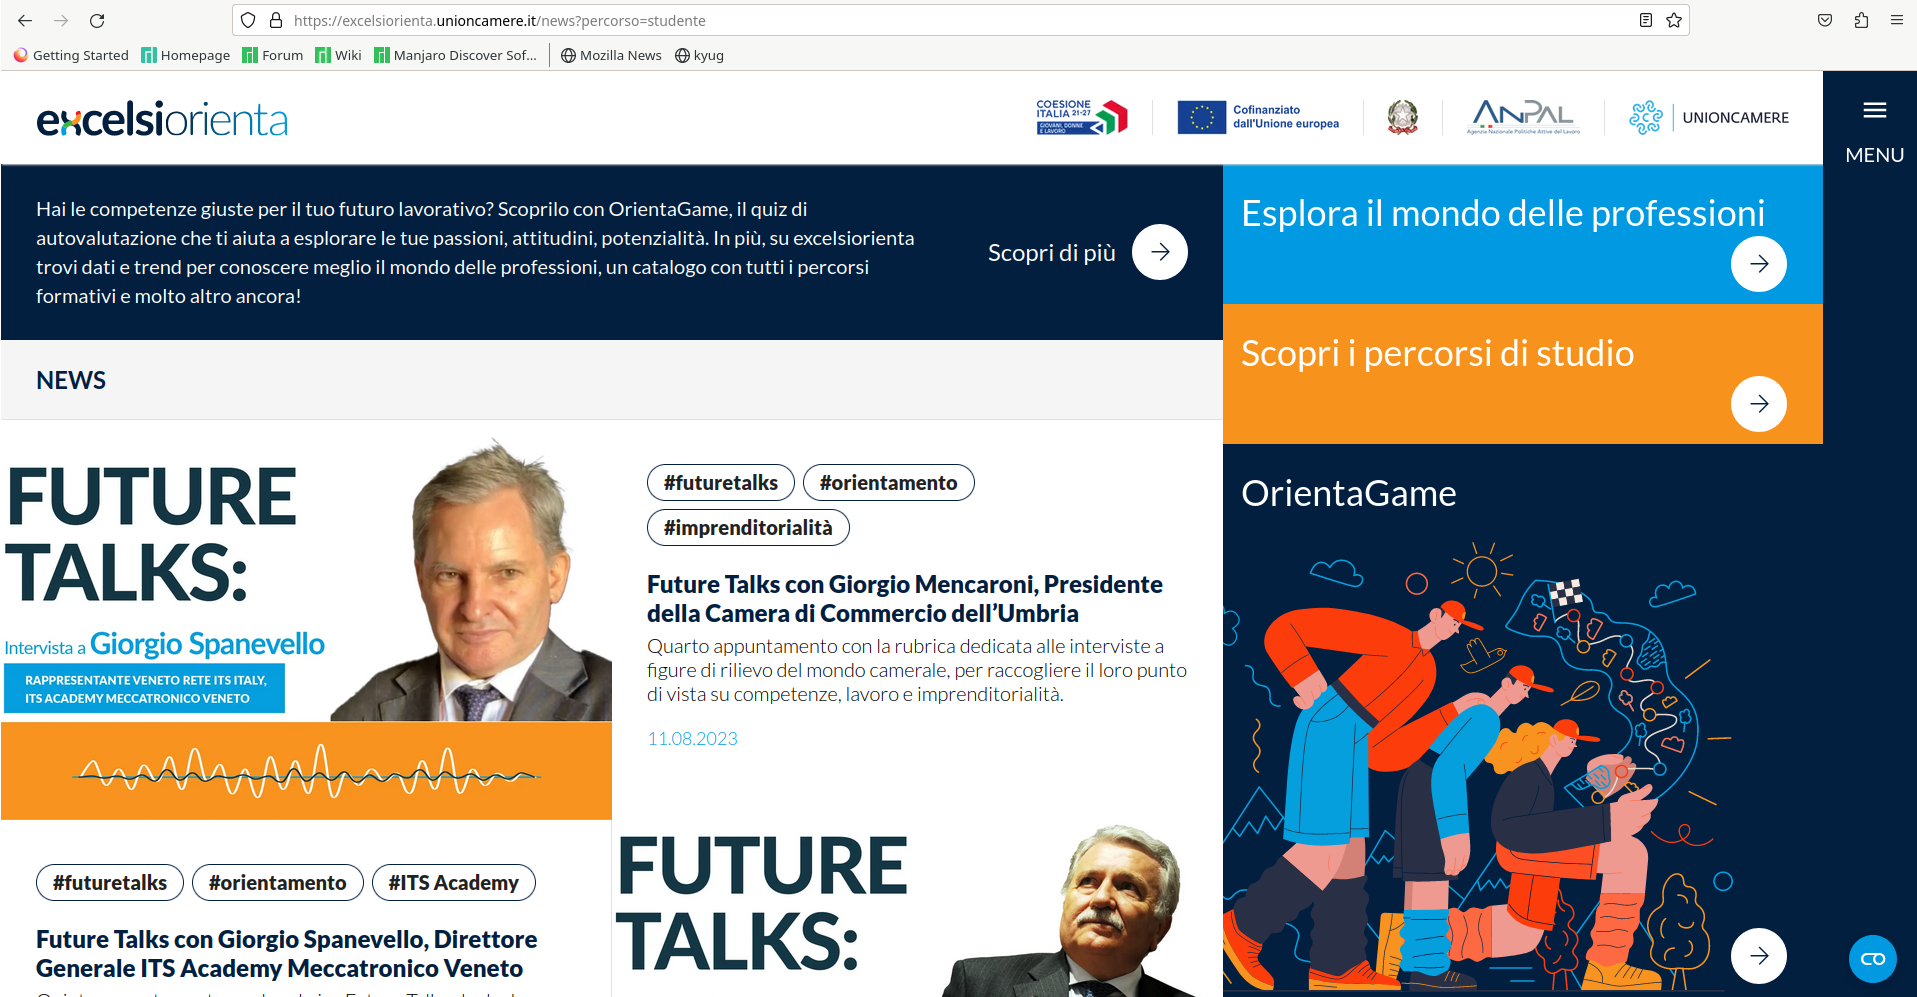 https://excelsiorienta.unioncamere.it/news?percorso=studente
Getting Started
Homepage
Forum
Wiki
Manjaro Discover Sof...
Mozilla News
kyug
excelsiorienta
COESIONE
ITALIA 21-27
GIOVANI, DONNE
E LAVORO
Cofinanziato
dall'Unione europea
ANPAL
Agenzia Nazionale Politiche Attive del Lavoro
UNIONCAMERE
MENU
Hai le competenze giuste per il tuo futuro lavorativo? Scoprilo con OrientaGame, il quiz di
autovalutazione che ti aiuta a esplorare le tue passioni, attitudini, potenzialità. In più, su excelsiorienta
trovi dati e trend per conoscere meglio il mondo delle professioni, un catalogo con tutti i percorsi
formativi e molto altro ancora!
Scopri di più
Esplora il mondo delle professioni
Scopri i percorsi di studio
OrientaGame
NEWS
FUTURE
TALKS:
Intervista a Giorgio Spanevello
RAPPRESENTANTE VENETO RETE ITS ITALY,
ITS ACADEMY MECCATRONICO VENETO
#futuretalks
#orientamento
#ITS Academy
Future Talks con Giorgio Spanevello, Direttore
Generale ITS Academy Meccatronico Veneto
#futuretalks
#orientamento
#imprenditorialità
Future Talks con Giorgio Mencaroni, Presidente
della Camera di Commercio dell’Umbria
Quarto appuntamento con la rubrica dedicata alle interviste a
figure di rilievo del mondo camerale, per raccogliere il loro punto
di vista su competenze, lavoro e imprenditorialità.
11.08.2023
FUTURE
TALKS: